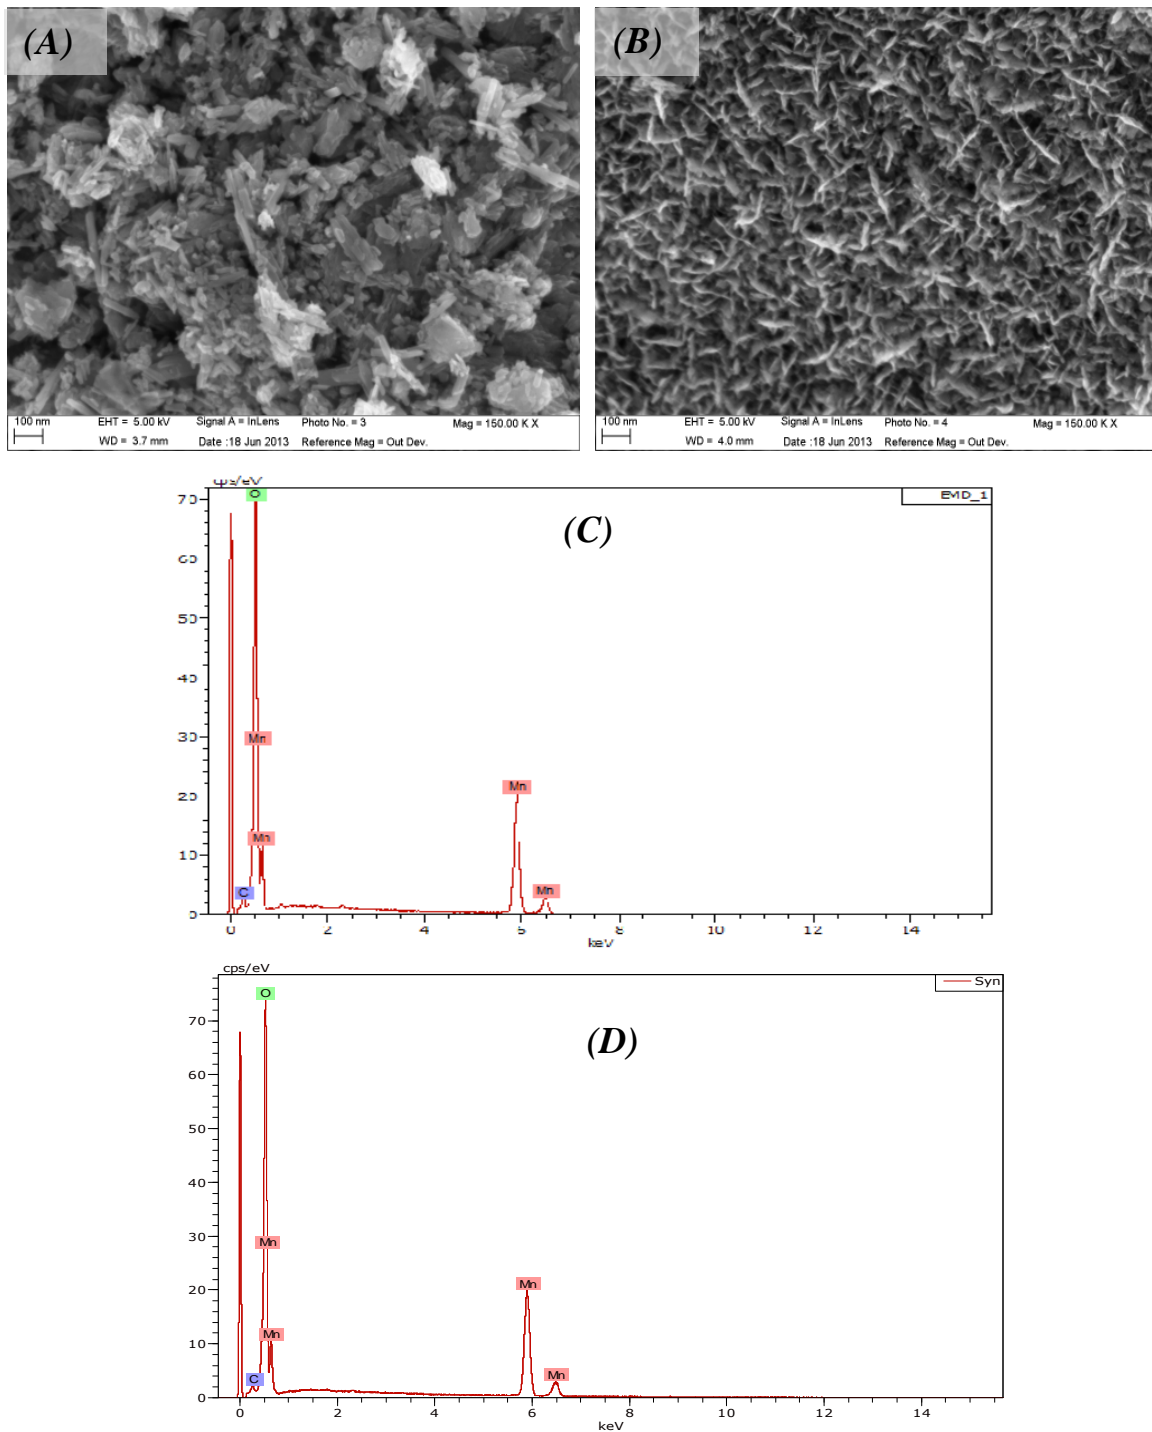 (A)
(B)
100 nm EHT = 5.00 kV Signal A = InLens Photo No. = 3 Mag = 150.00 K X
WD = 3.7 mm Date :18 Jun 2013 Reference Mag = Out Dev.
100 nm EHT = 5.00 kV Signal A = InLens Photo No. = 4 Mag = 150.00 K X
WD = 4.0 mm Date :18 Jun 2013 Reference Mag = Out Dev.
cps/eV
EMD_1
(C)
70
60
50
40
30
20
10
0
O
Mn
Mn
C
Mn
Mn
0 2 4 6 8 10 12 14
keV
cps/eV
Syn
(D)
70
60
50
40
30
20
10
0
O
Mn
Mn
C
Mn
Mn
0 2 4 6 8 10 12 14
keV